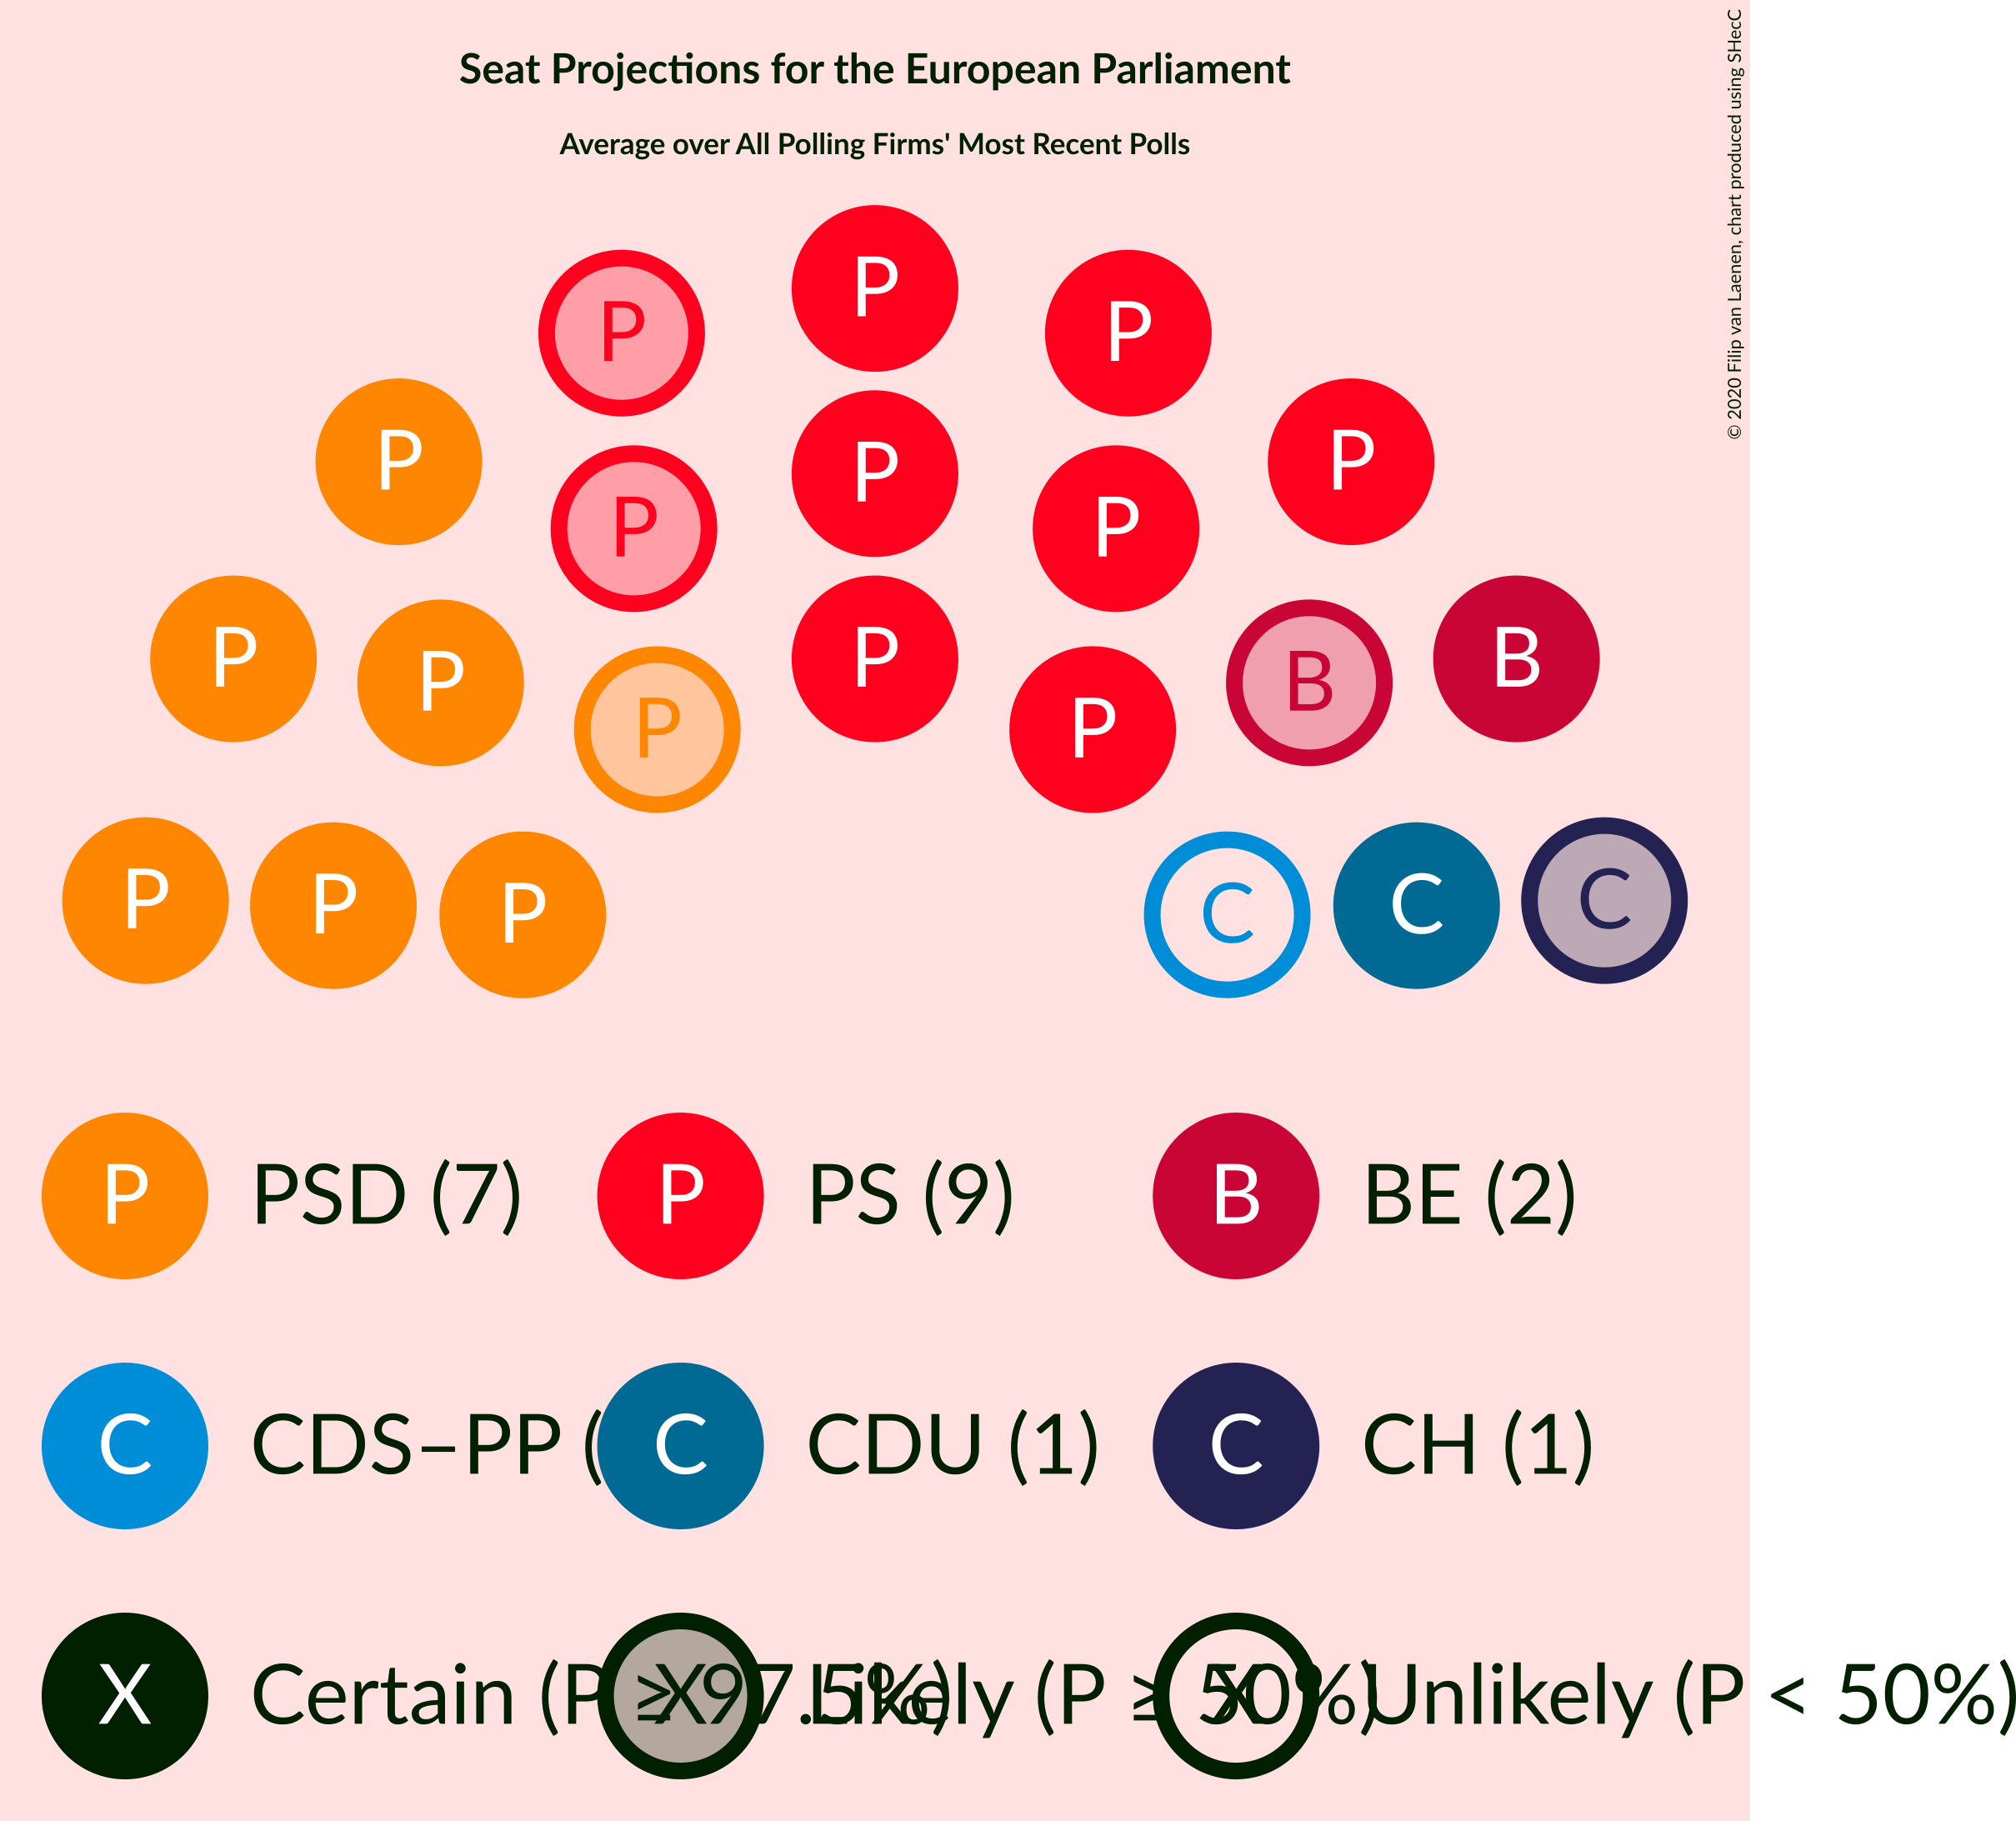 Seat Projections for the European Parliament
Average over All Polling Firms' Most Recent Polls
© 2020 Filip van Laenen, chart produced using SHecC
P
P P
P P
P
P P
P P
P P B B
P P
P P P C C C
P PSD (7) P PS (9) B BE (2)
C CDS–PP ( C CDU (1) C CH (1)
X Certain (P ≥ 97.5%) X Likely (P ≥ 50%) X Unlikely (P < 50%)